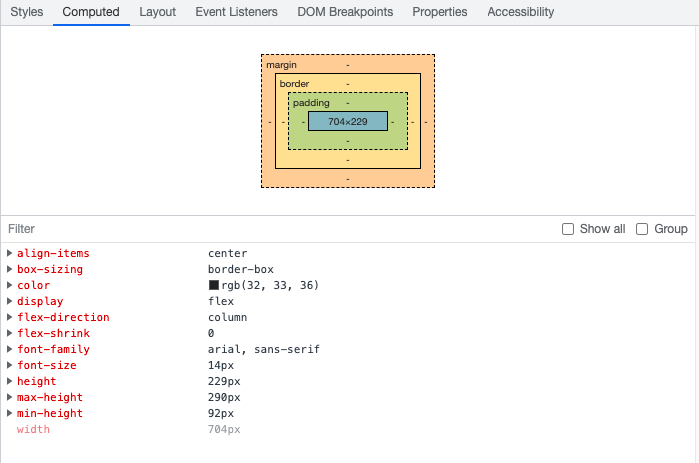 Styles Computed Layout Event Listeners DOM Breakpoints Properties Accessibility
margin -
border -
padding -
- - - 704×229 - - -
-
-
-
Filter Show all Group
align-items center
box-sizing border-box
color rgb(32, 33, 36)
display flex
flex-direction column
flex-shrink 0
font-family arial, sans-serif
font-size 14px
height 229px
max-height 290px
min-height 92px
width 704px